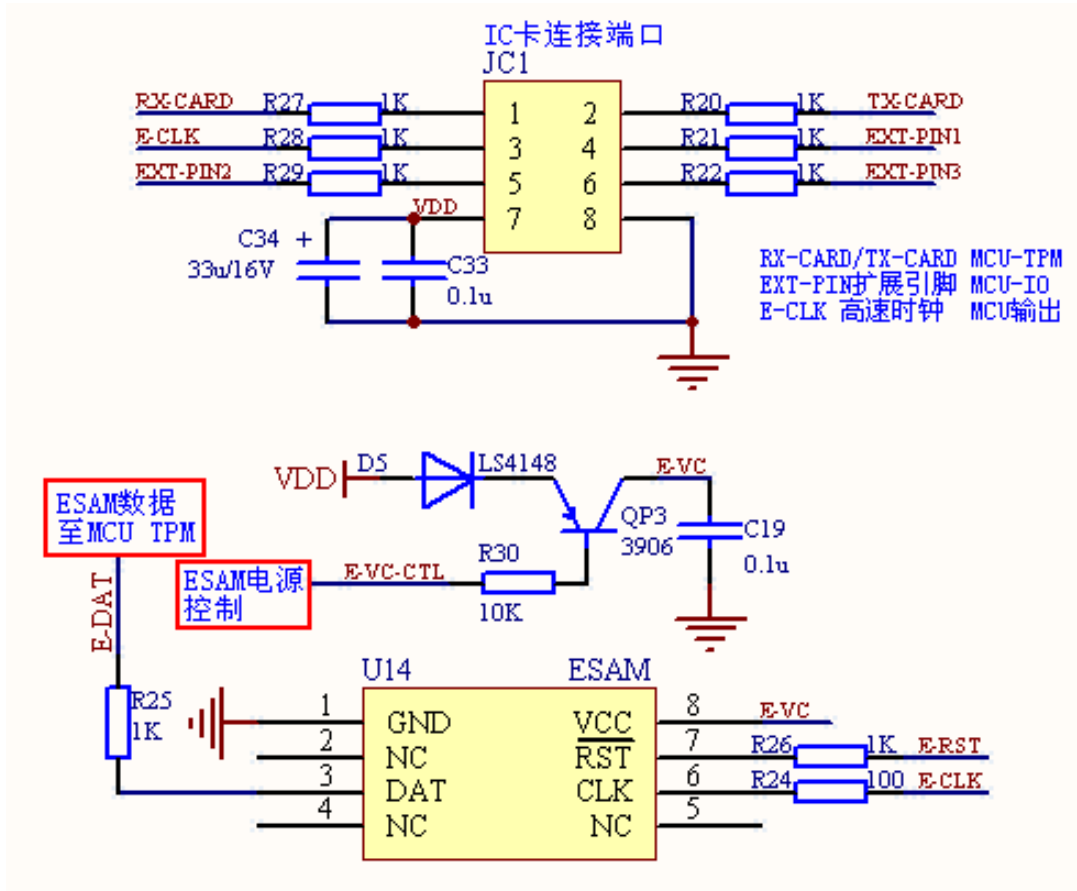 IC卡连接端口
JC1
RX-CARD R27 1K 1 2 R20 1K TX-CARD
E-CLK R28 1K 3 4 R21 1K EXT-PIN1
EXT-PIN2 R29 1K 5 6 R22 1K EXT-PIN3
VDD 7 8
C34 +
33u/16V
C33
0.1u
RX-CARD/TX-CARD MCU-TPM
EXT-PIN扩展引脚 MCU-IO
E-CLK 高速时钟 MCU输出
VDD D5 LS4148 E-VC
QP3
3906
C19
0.1u
ESAM数据
至MCU TPM
E-DAT
ESAM电源
控制
E-VC-CTL R30
10K
R25
1K
U14 ESAM
1 GND VCC 8 E-VC
2 NC RST 7 R26 1K E-RST
3 DAT CLK 6 R24 100 E-CLK
4 NC NC 5